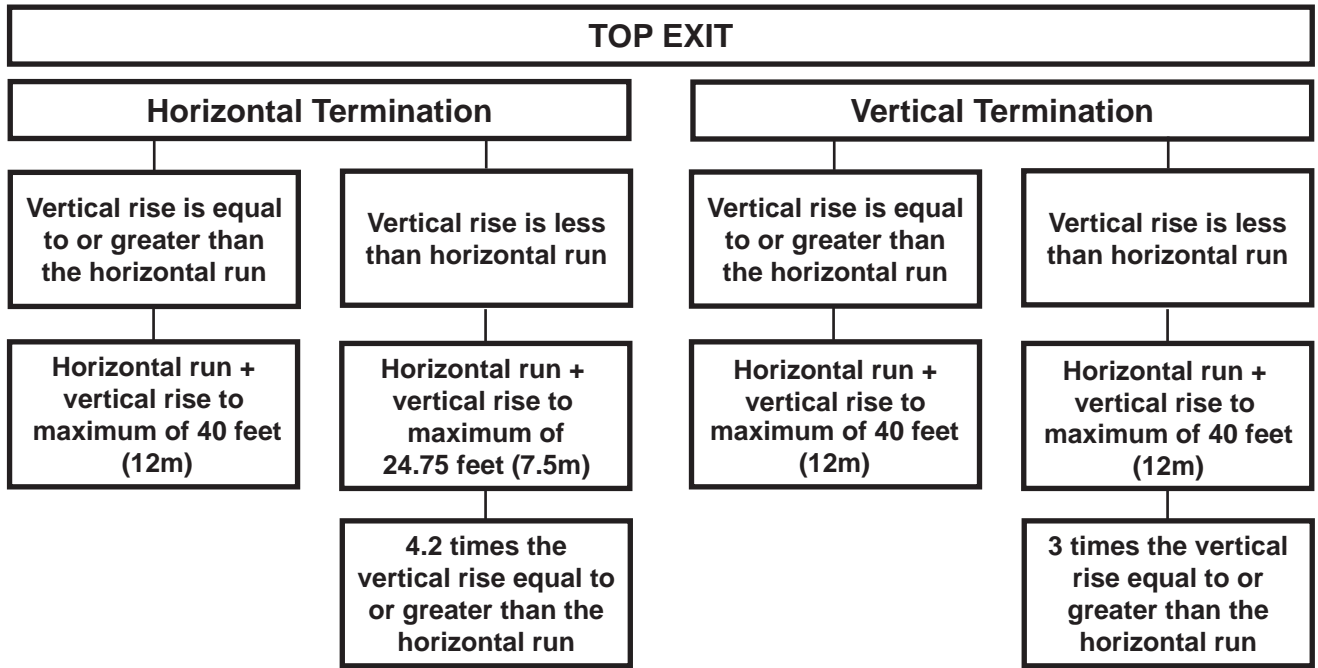 TOP EXIT
Horizontal Termination
Vertical Termination
Vertical rise is equal
to or greater than
the horizontal run
Vertical rise is less
than horizontal run
Vertical rise is equal
to or greater than
the horizontal run
Vertical rise is less
than horizontal run
Horizontal run +
vertical rise to
maximum of 40 feet
(12m)
Horizontal run +
vertical rise to
maximum of
24.75 feet (7.5m)
Horizontal run +
vertical rise to
maximum of 40 feet
(12m)
Horizontal run +
vertical rise to
maximum of 40 feet
(12m)
4.2 times the
vertical rise equal to
or greater than the
horizontal run
3 times the vertical
rise equal to or
greater than the
horizontal run